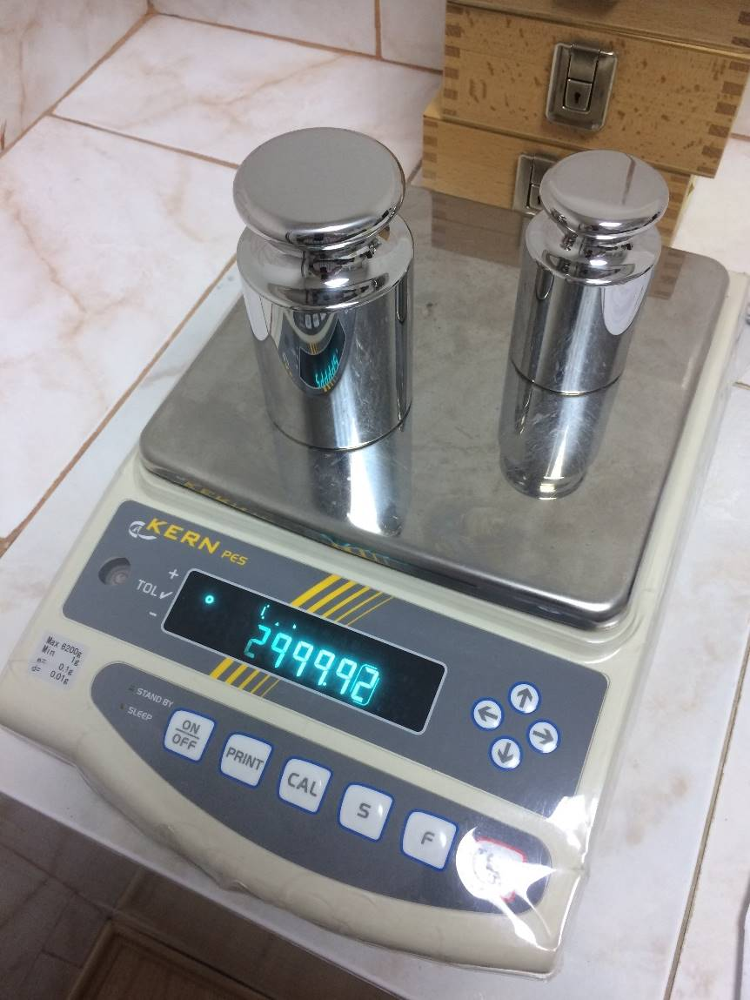 KERN PES
+
TOL✓
−
2999.92
Max 6200g
Min 1g
e= 0.1g
d= 0.01g
STAND BY
SLEEP
ON
OFF
PRINT
CAL
S
F